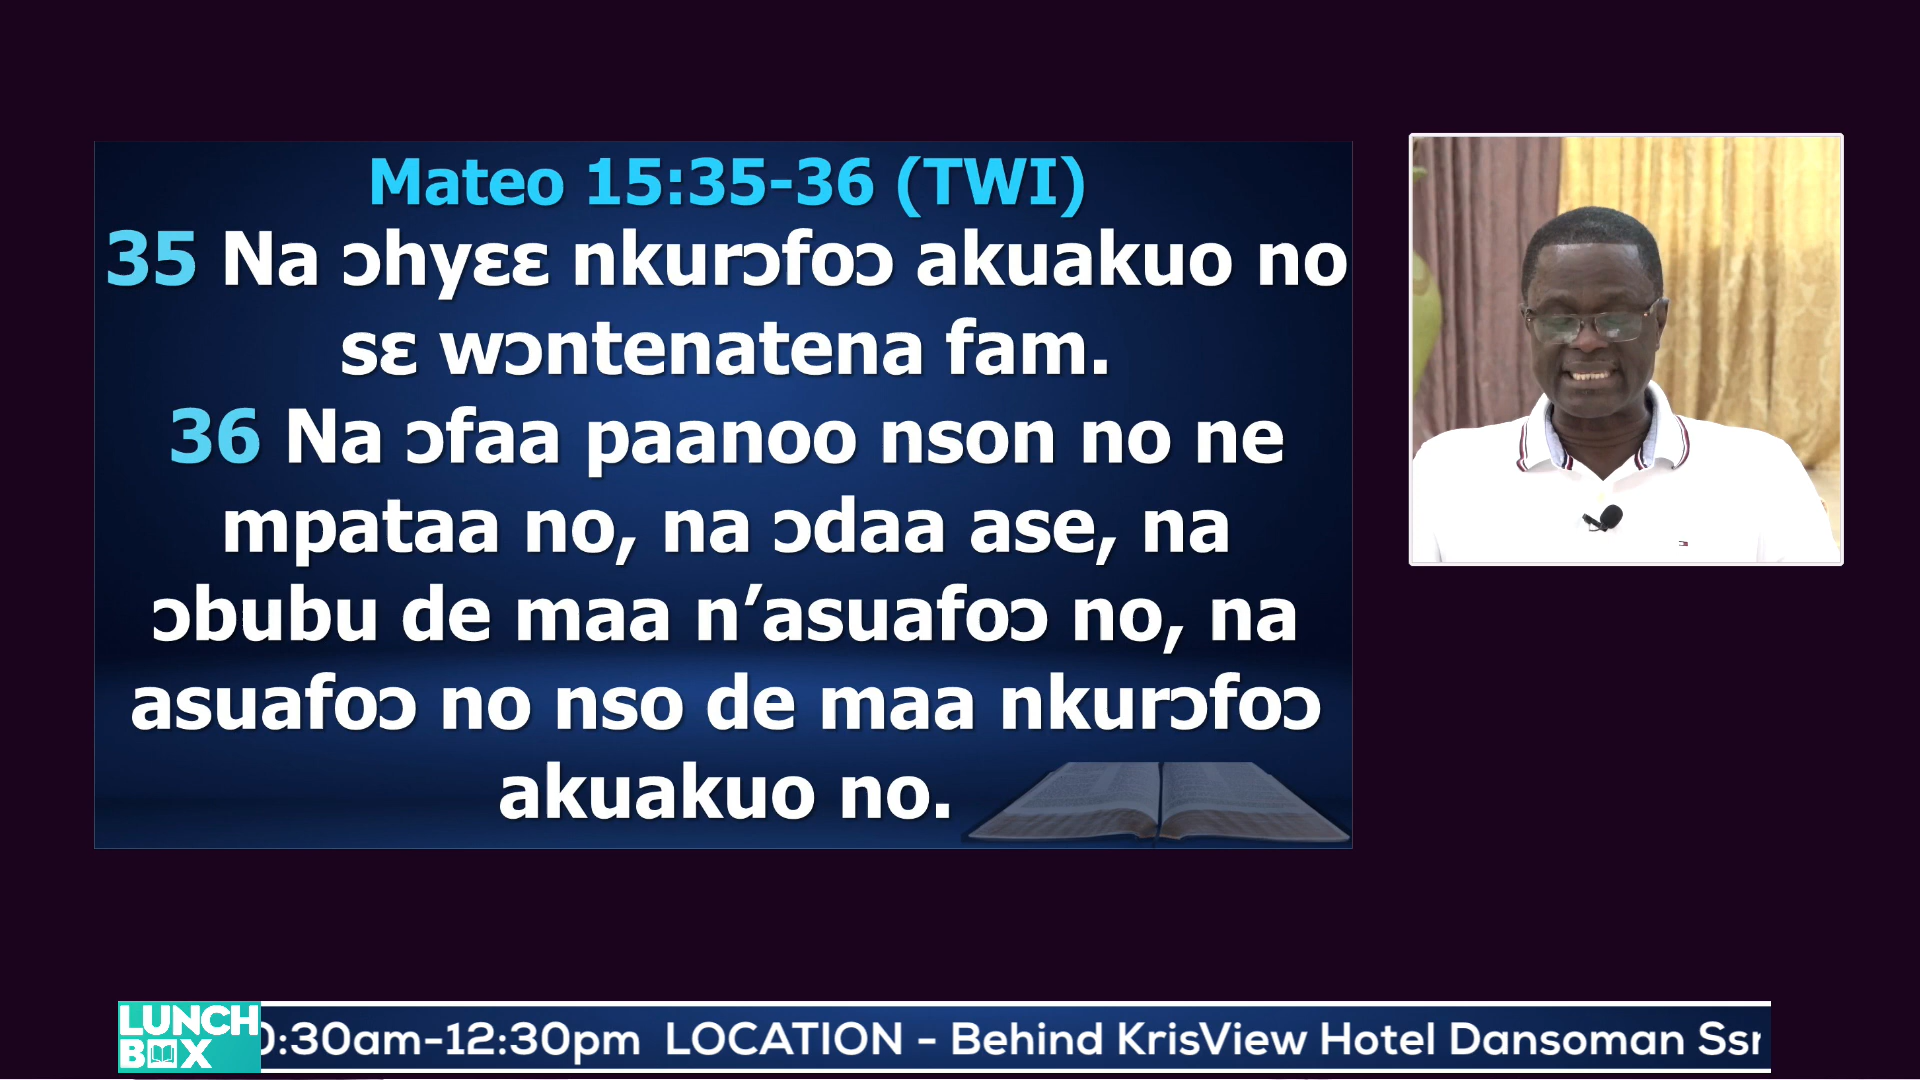 Mateo 15:35-36 (TWI)
35 Na ɔhyɛɛ nkurɔfoɔ akuakuo no
sɛ wɔntenatena fam.
36 Na ɔfaa paanoo nson no ne
mpataa no, na ɔdaa ase, na
ɔbubu de maa n’asuafoɔ no, na
asuafoɔ no nso de maa nkurɔfoɔ
akuakuo no.
LUNCH
BOX
0:30am-12:30pm LOCATION - Behind KrisView Hotel Dansoman